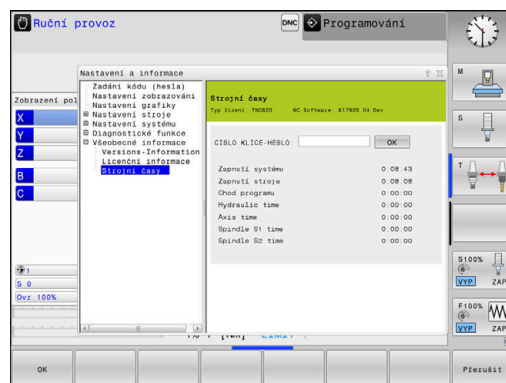 Ruční provoz
DNC
Programování
Nastavení a informace
Zadání kódu (hesla)
Nastavení zobrazování
Nastavení grafiky
Nastavení stroje
Nastavení systému
Diagnostické funkce
Všeobecné informace
Versions-Information
Licenční informace
Strojní časy
Strojní časy
Typ řízení: TNC620 NC Software: 817605 04 Dev
CISLO KLICE-HESLO:
OK
Zapnutí systému 0:08:43
Zapnutí stroje 0:08:08
Chod programu 0:00:00
Hydraulic time 0:00:00
Axis time 0:00:00
Spindle S1 time 0:00:00
Spindle S2 time 0:00:00
Zobrazení pol
X
Y
Z
B
C
1
S 0
Ovr 100%
M
S
T
S100%
VYP ZAP
F100%
VYP ZAP
OK
Přerušit